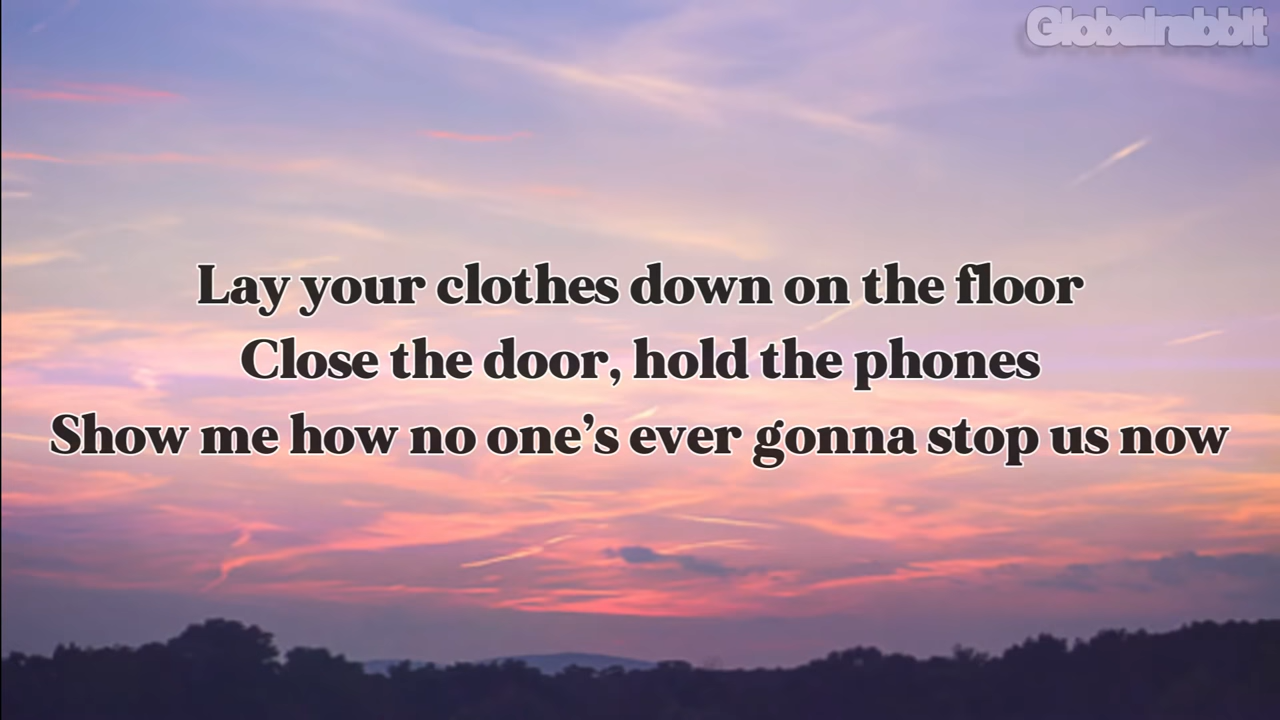 Globalrabbit
Lay your clothes down on the floor
Close the door, hold the phones
Show me how no one’s ever gonna stop us now